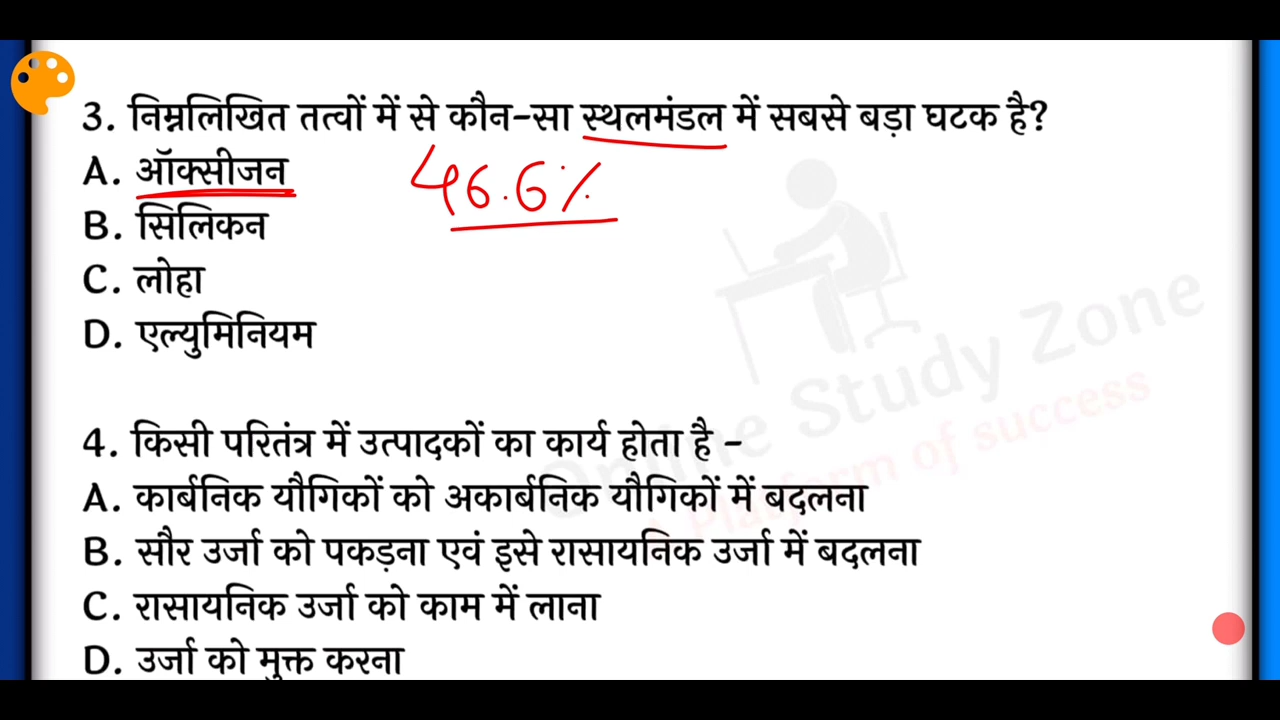 3. निम्नलिखित तत्वों में से कौन-सा स्थलमंडल में सबसे बड़ा घटक है?
A. ऑक्सीजन
46.6%
B. सिलिकन
C. लोहा
D. एल्युमिनियम
4. किसी परितंत्र में उत्पादकों का कार्य होता है -
A. कार्बनिक यौगिकों को अकार्बनिक यौगिकों में बदलना
B. सौर उर्जा को पकड़ना एवं इसे रासायनिक उर्जा में बदलना
C. रासायनिक उर्जा को काम में लाना
D. उर्जा को मुक्त करना
Online Study Zone
A Platform of success